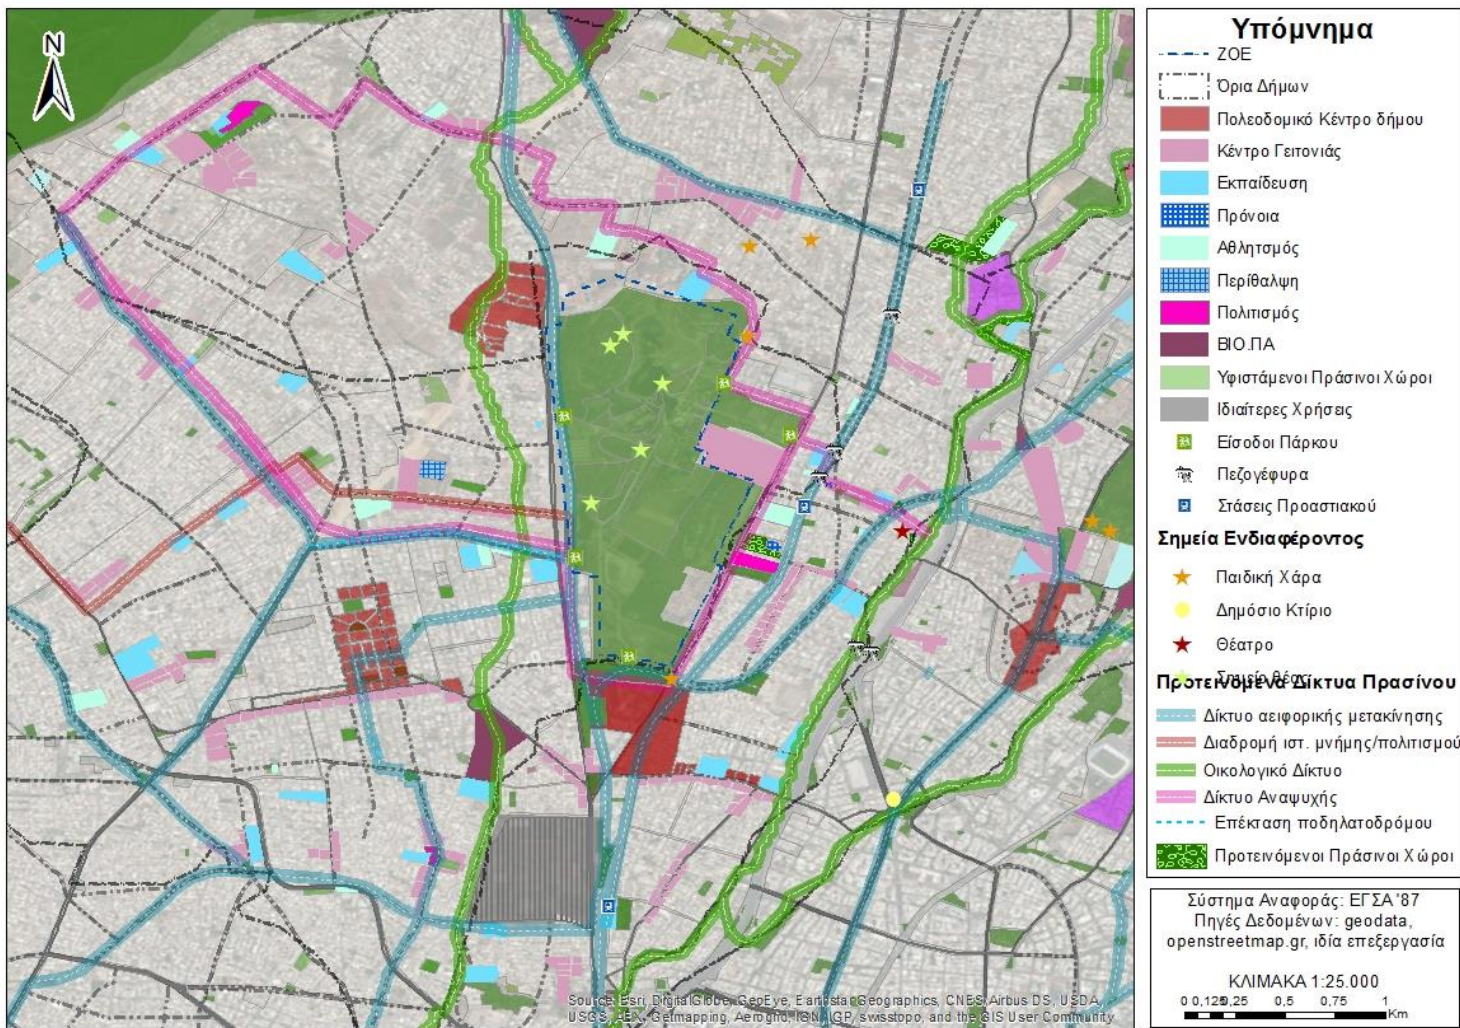 N
Υπόμνημα
ΖΟΕ
Όρια Δήμων
Πολεοδομικό Κέντρο δήμου
Κέντρο Γειτονιάς
Εκπαίδευση
Πρόνοια
Αθλητσμός
Περίθαλψη
Πολιτισμός
ΒΙΟ.ΠΑ
Υφιστάμενοι Πράσινοι Χώροι
Ιδιαίτερες Χρήσεις
Είσοδοι Πάρκου
Πεζογέφυρα
Στάσεις Προαστιακού
Σημεία Ενδιαφέροντος
Παιδική Χάρα
Δημόσιο Κτίριο
Θέατρο
Σημείο θέας
Προτεινόμενα Δίκτυα Πρασίνου
Δίκτυο αειφορικής μετακίνησης
Διαδρομή ιστ. μνήμης/πολιτισμού
Οικολογικό Δίκτυο
Δίκτυο Αναψυχής
Επέκταση ποδηλατοδρόμου
Προτεινόμενοι Πράσινοι Χώροι
Σύστημα Αναφοράς: ΕΓΣΑ '87
Πηγές Δεδομένων: geodata,
openstreetmap.gr, ιδία επεξεργασία
ΚΛΙΜΑΚΑ 1:25.000
0 0,125 0,25 0,5 0,75 1
Km
Source: Esri, DigitalGlobe, GeoEye, Earthstar Geographics, CNES/Airbus DS, USDA,
USGS, AEX, Getmapping, Aerogrid, IGN, IGP, swisstopo, and the GIS User Community